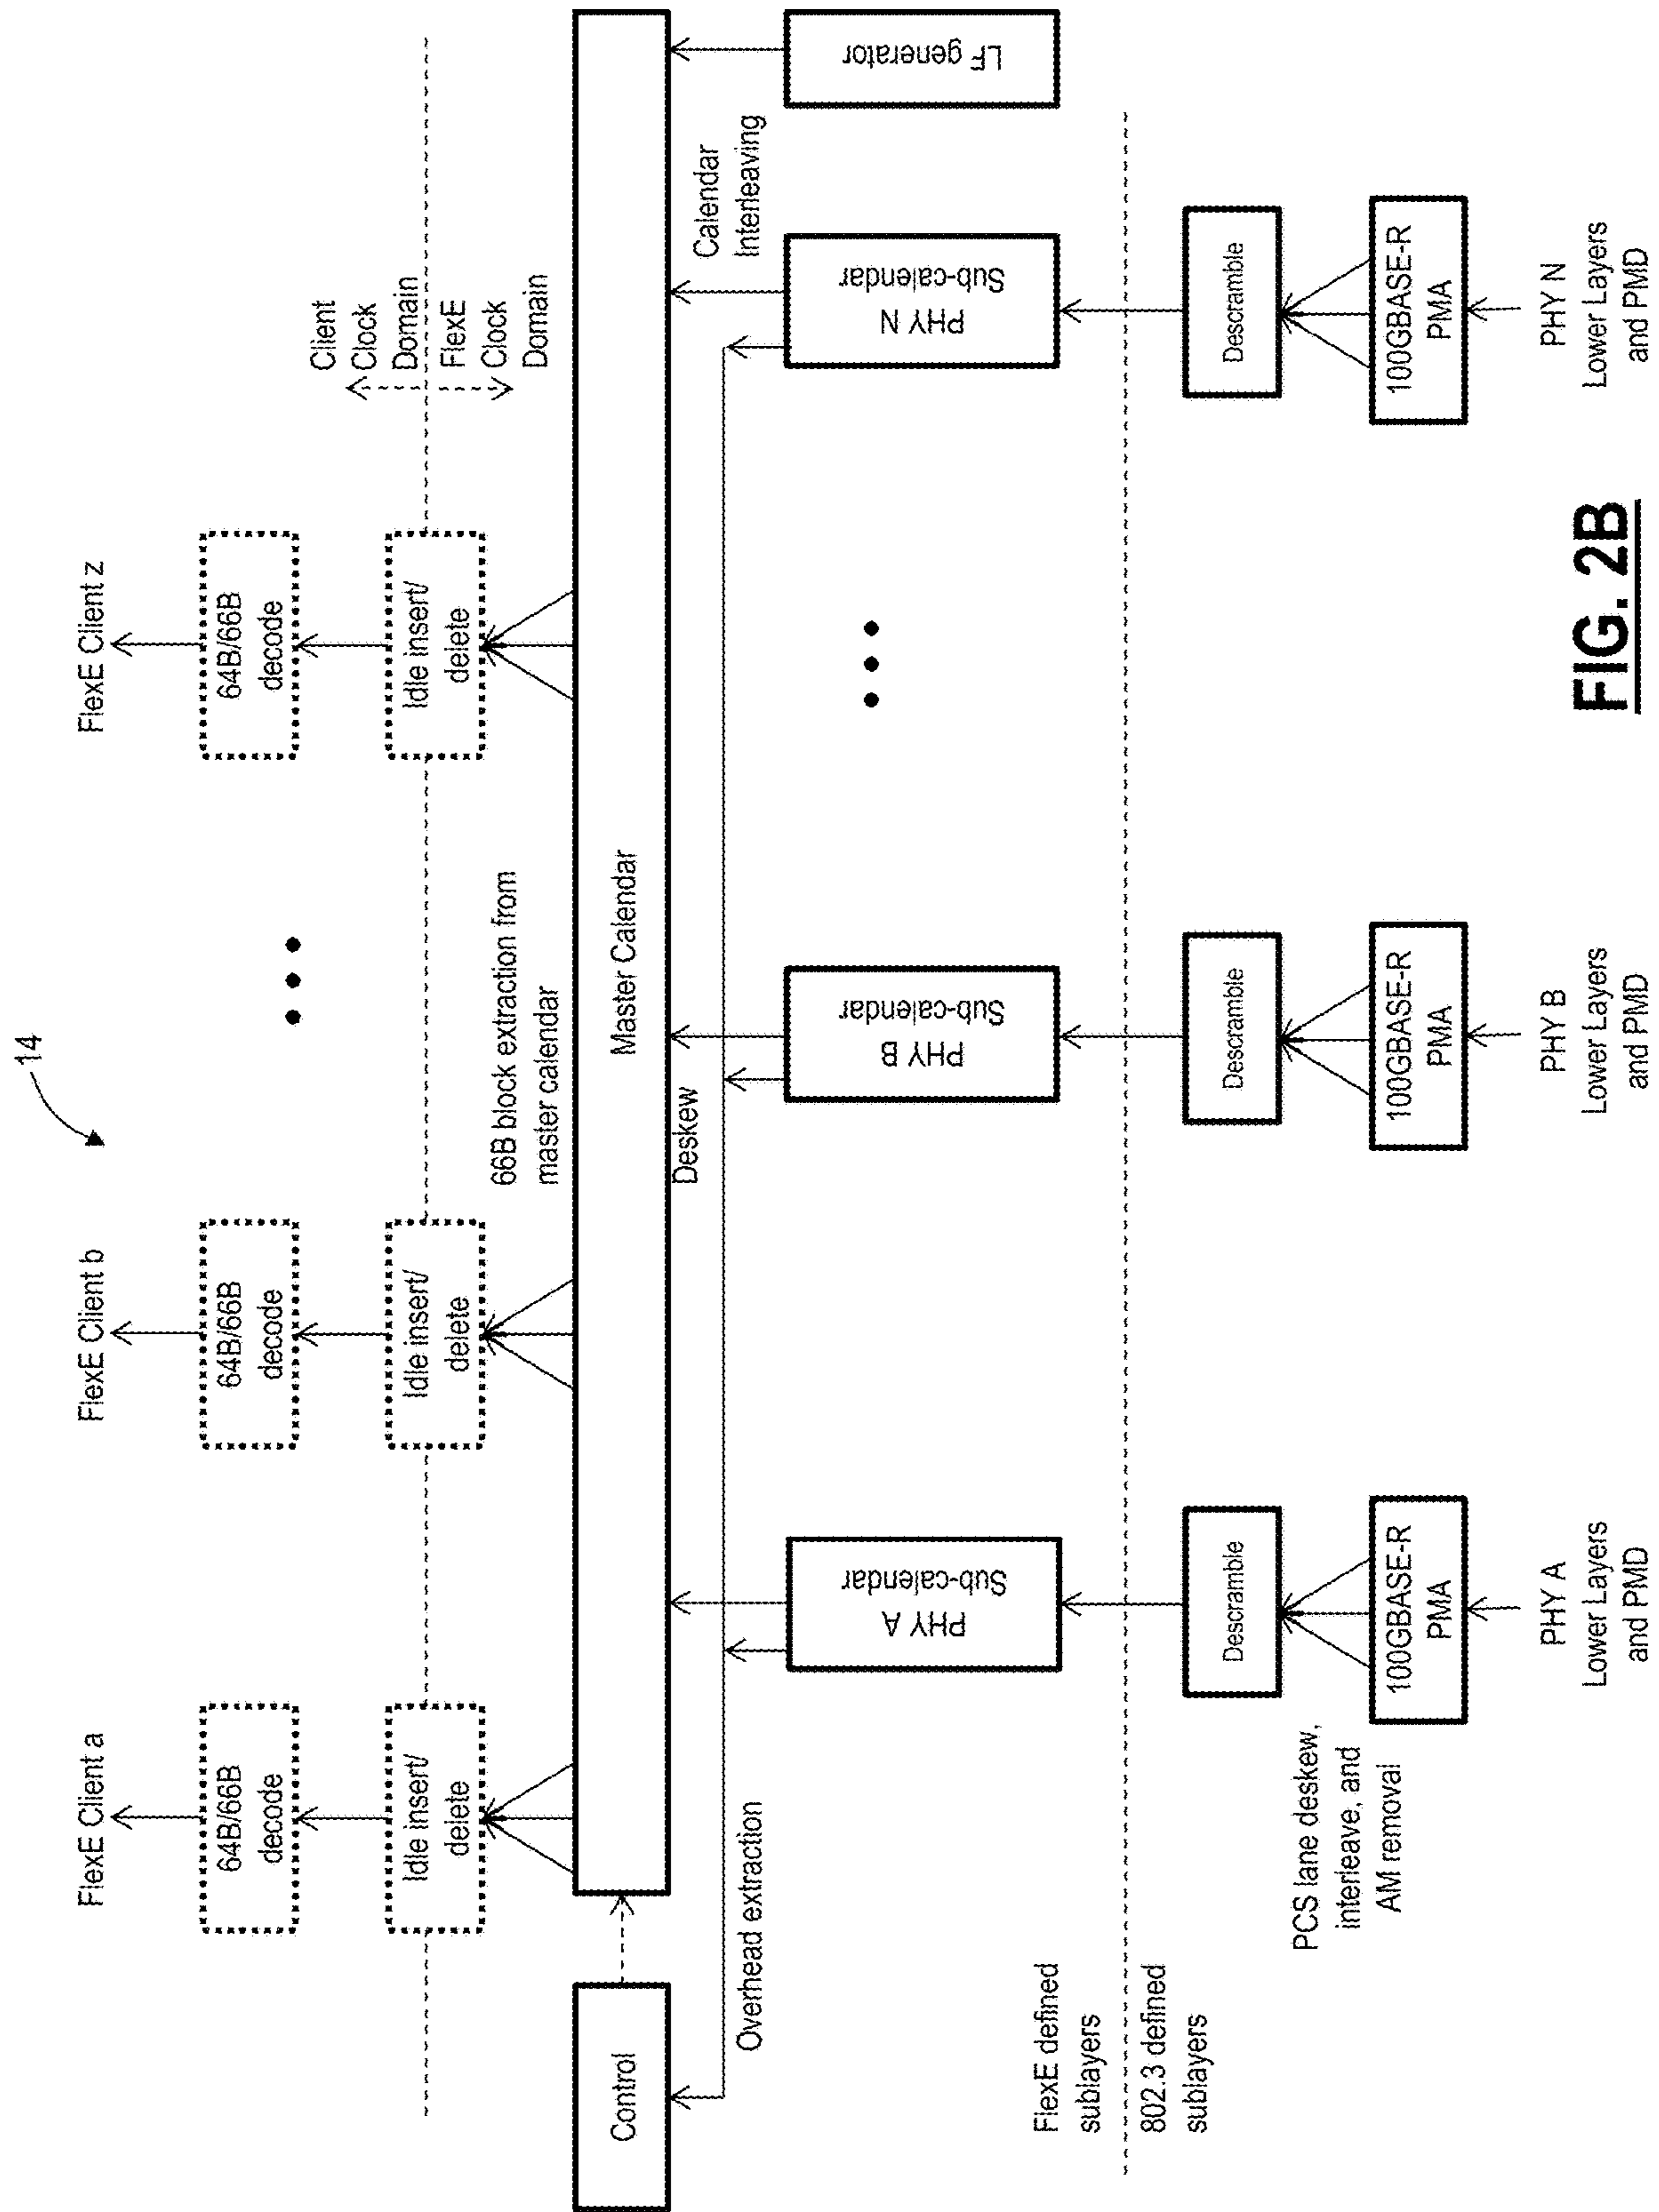 14
FlexE Client a
FlexE Client b
FlexE Client z
64B/66B
decode
64B/66B
decode
64B/66B
decode
Client
Clock
Domain
Idle insert/
delete
Idle insert/
delete
Idle insert/
delete
FlexE
Clock
Domain
66B block extraction from
master calendar
Control
Master Calendar
Deskew
Calendar
Interleaving
Overhead extraction
PHY A
Sub-calendar
PHY B
Sub-calendar
PHY N
Sub-calendar
LF generator
FlexE defined
sublayers
802.3 defined
sublayers
Descramble
Descramble
Descramble
PCS lane deskew,
interleave, and
AM removal
100GBASE-R
PMA
100GBASE-R
PMA
100GBASE-R
PMA
PHY A
Lower Layers
and PMD
PHY B
Lower Layers
and PMD
PHY N
Lower Layers
and PMD
FIG. 2B